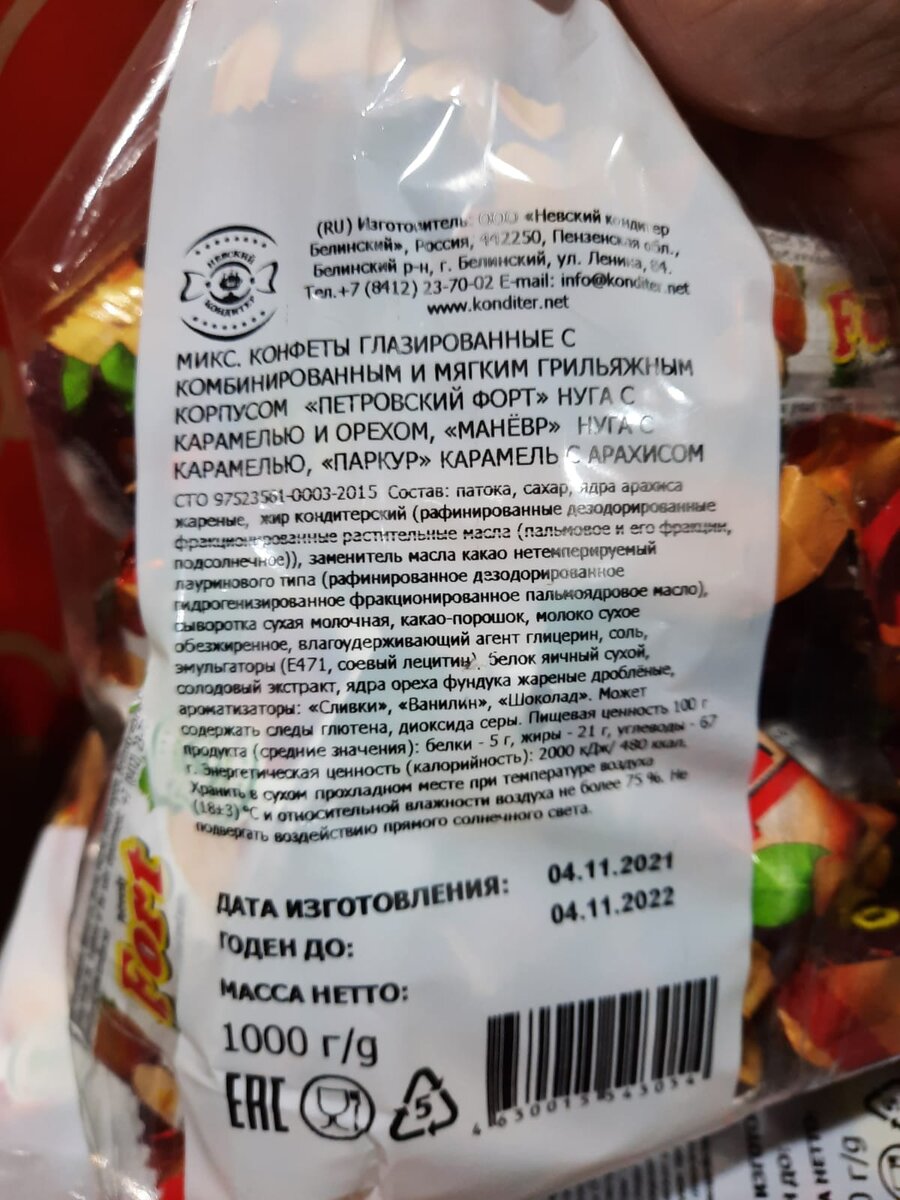 НЕВСКИЙ
КОНДИТЕР
(RU) Изготовитель: ООО «Невский кондитер
Белинский», Россия, 442250, Пензенская обл.,
Белинский р-н, г. Белинский, ул. Ленина, 84.
Тел.+7 (8412) 23-70-02 E-mail: info@konditer.net
www.konditer.net
МИКС. КОНФЕТЫ ГЛАЗИРОВАННЫЕ С
КОМБИНИРОВАННЫМ И МЯГКИМ ГРИЛЬЯЖНЫМ
КОРПУСОМ «ПЕТРОВСКИЙ ФОРТ» НУГА С
КАРАМЕЛЬЮ И ОРЕХОМ, «МАНЁВР» НУГА С
КАРАМЕЛЬЮ, «ПАРКУР» КАРАМЕЛЬ С АРАХИСОМ
СТО 97523561-0003-2015 Состав: патока, сахар, ядра арахиса
жареные, жир кондитерский (рафинированные дезодорированные
фракционированные растительные масла (пальмовое и его фракции,
подсолнечное)), заменитель масла какао нетемперируемый
лауринового типа (рафинированное дезодорированное
гидрогенизированное фракционированное пальмоядровое масло),
сыворотка сухая молочная, какао-порошок, молоко сухое
обезжиренное, влагоудерживающий агент глицерин, соль,
эмульгаторы (Е471, соевый лецитин), белок яичный сухой,
солодовый экстракт, ядра ореха фундука жареные дроблёные,
ароматизаторы: «Сливки», «Ванилин», «Шоколад». Может
содержать следы глютена, диоксида серы. Пищевая ценность 100 г
продукта (средние значения): белки - 5 г, жиры - 21 г, углеводы - 67
г. Энергетическая ценность (калорийность): 2000 кДж/ 480 ккал.
Хранить в сухом прохладном месте при температуре воздуха
(18±3)°С и относительной влажности воздуха не более 75 %. Не
подвергать воздействию прямого солнечного света.
ДАТА ИЗГОТОВЛЕНИЯ: 04.11.2021
ГОДЕН ДО: 04.11.2022
МАССА НЕТТО:
1000 г/g
EAC
5
4630015543054
Форт